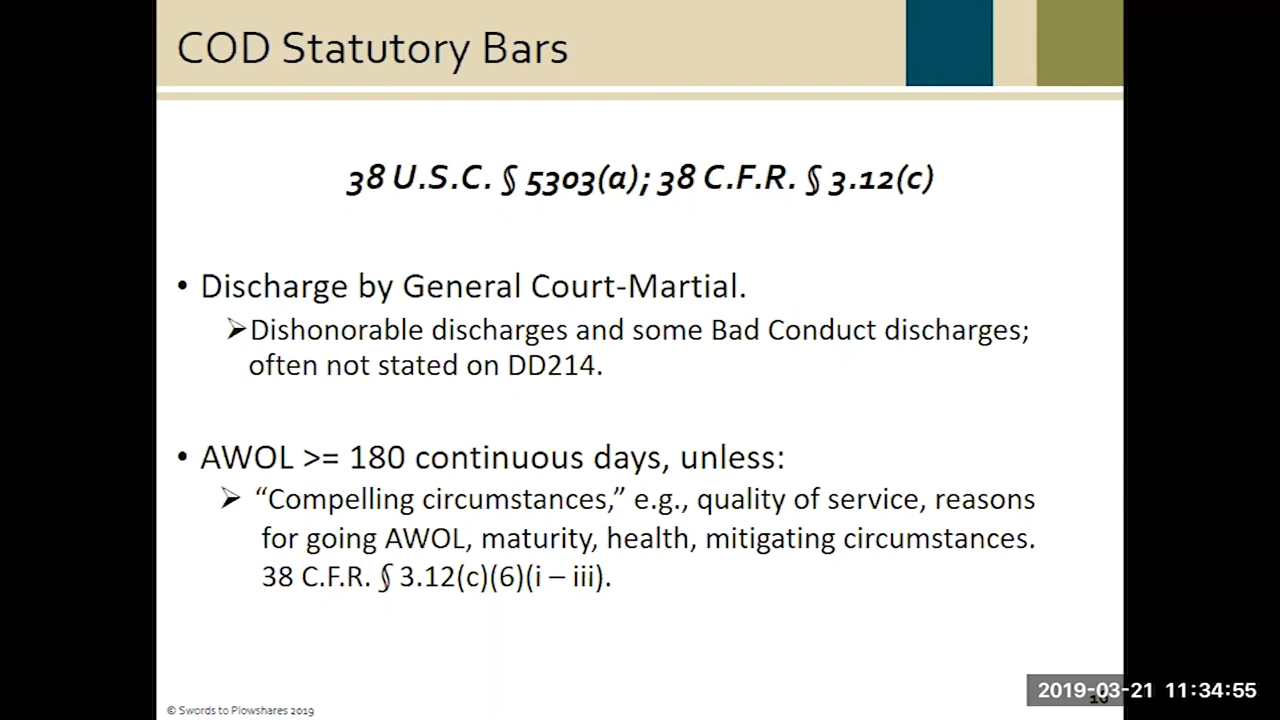 COD Statutory Bars
38 U.S.C. § 5303(a); 38 C.F.R. § 3.12(c)
• Discharge by General Court-Martial.
➢Dishonorable discharges and some Bad Conduct discharges;
often not stated on DD214.
• AWOL >= 180 continuous days, unless:
➢ “Compelling circumstances,” e.g., quality of service, reasons
for going AWOL, maturity, health, mitigating circumstances.
38 C.F.R. § 3.12(c)(6)(i – iii).
2019-03-21 11:34:55
© Swords to Plowshares 2019